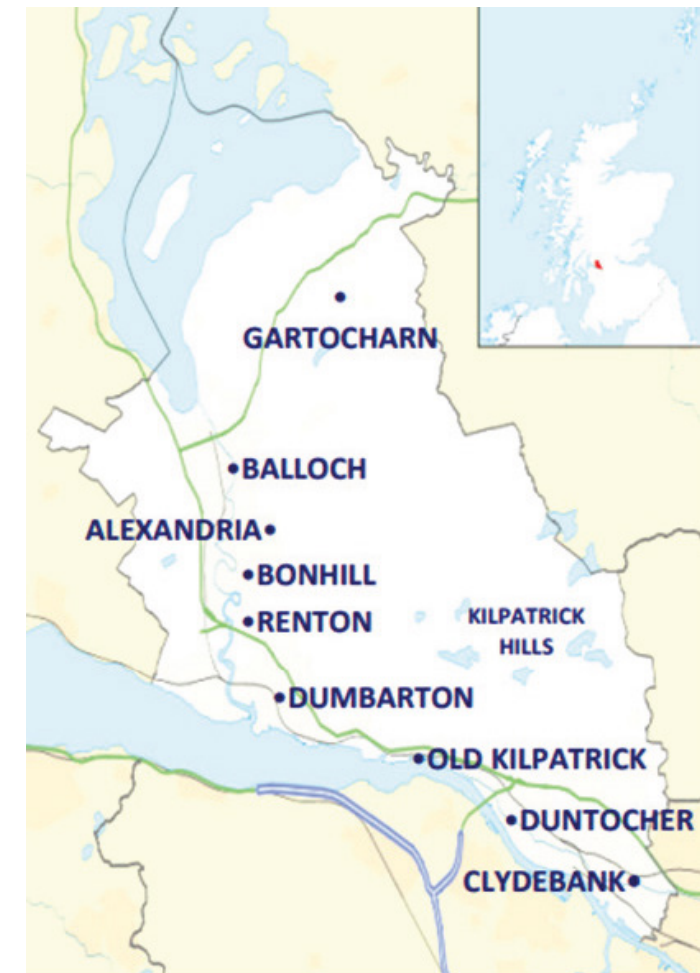 GARTOCHARN
BALLOCH
ALEXANDRIA
BONHILL
RENTON
KILPATRICK
HILLS
DUMBARTON
OLD KILPATRICK
DUNTOCHER
CLYDEBANK